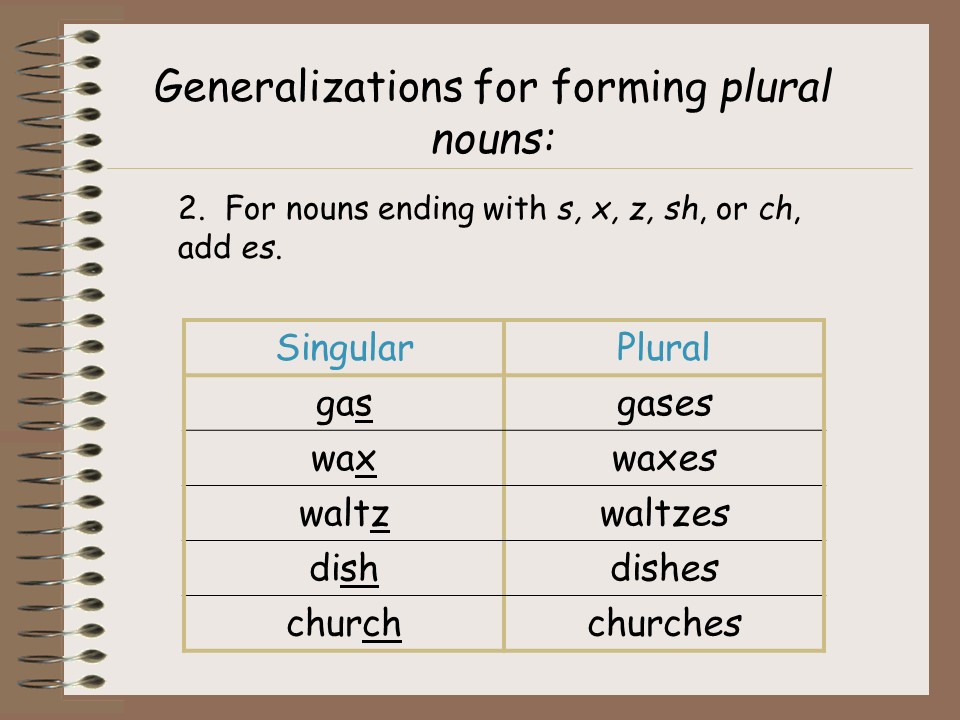 Generalizations for forming plural
nouns:
2. For nouns ending with s, x, z, sh, or ch,
add es.
Singular Plural
gas gases
wax waxes
waltz waltzes
dish dishes
church churches